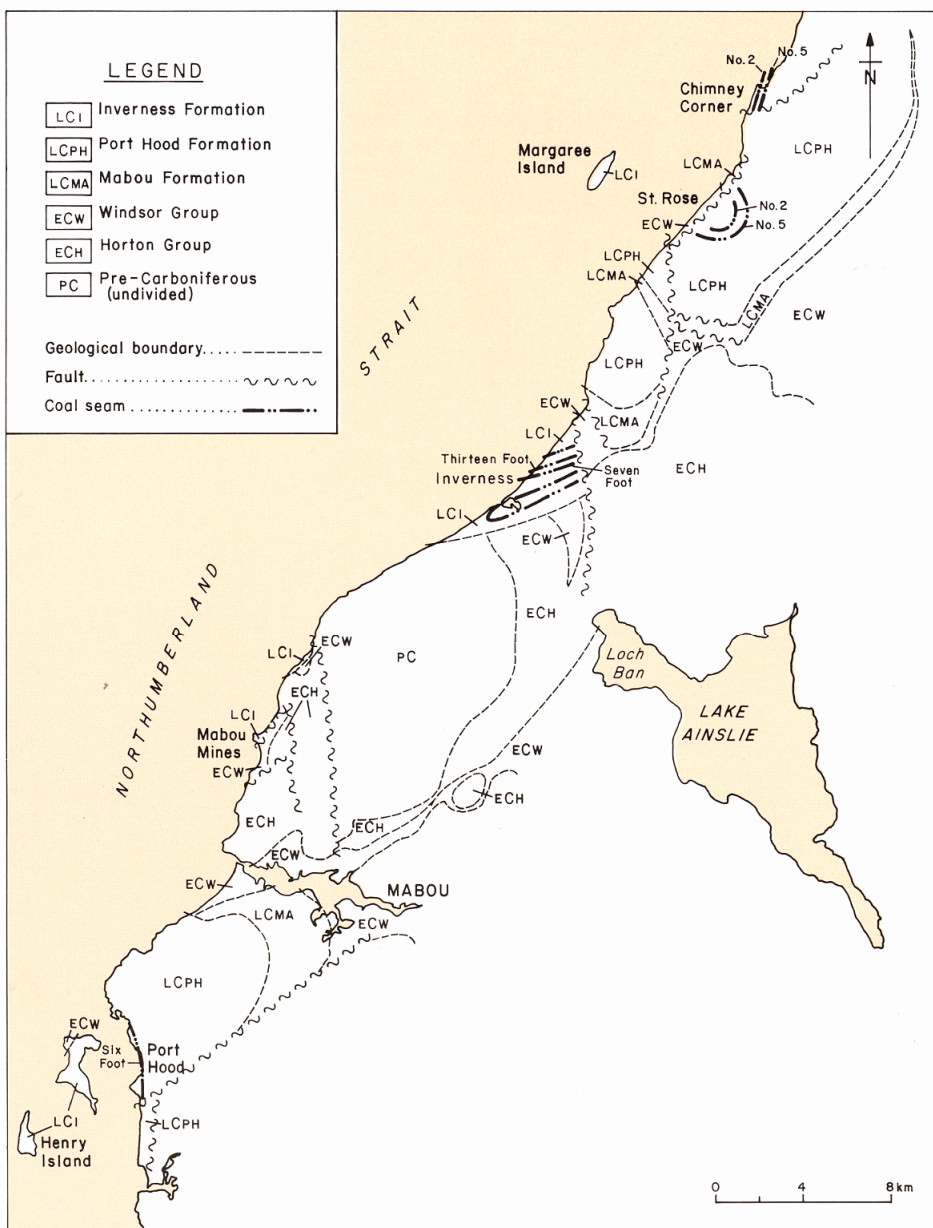 LEGEND
LCI Inverness Formation
LCPH Port Hood Formation
LCMA Mabou Formation
ECW Windsor Group
ECH Horton Group
PC Pre-Carboniferous
(undivided)
Geological boundary.....
Fault.....................
Coal seam ............
No. 2
No. 5
Chimney
Corner
N
LCPH
Margaree
Island
LCI
LCMA
St. Rose
No. 2
No. 5
ECW
LCPH
LCMA
LCPH
LCMA
ECW
ECW
STRAIT
LCPH
ECW
LCMA
LCI
Thirteen Foot
Inverness
Seven
Foot
ECH
LCI
ECW
ECH
NORTHUMBERLAND
LCI
ECW
PC
Loch
Ban
ECH
LAKE
AINSLIE
LCI
Mabou
Mines
ECW
ECW
ECH
ECH
ECH
ECW
ECW
MABOU
LCMA
ECW
LCPH
ECW
Six
Foot
Port
Hood
LCI
LCPH
Henry
Island
0 4 8 km